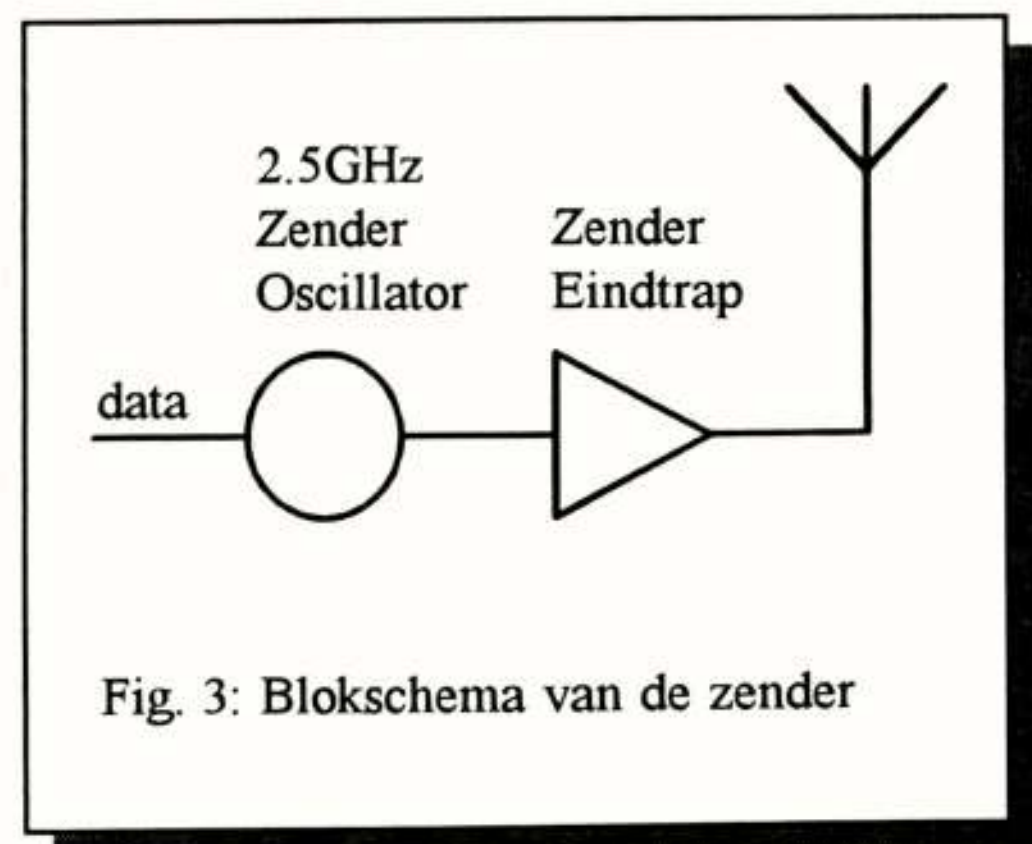 2.5GHz
Zender
Oscillator
Zender
Eindtrap
data
Fig. 3: Blokschema van de zender